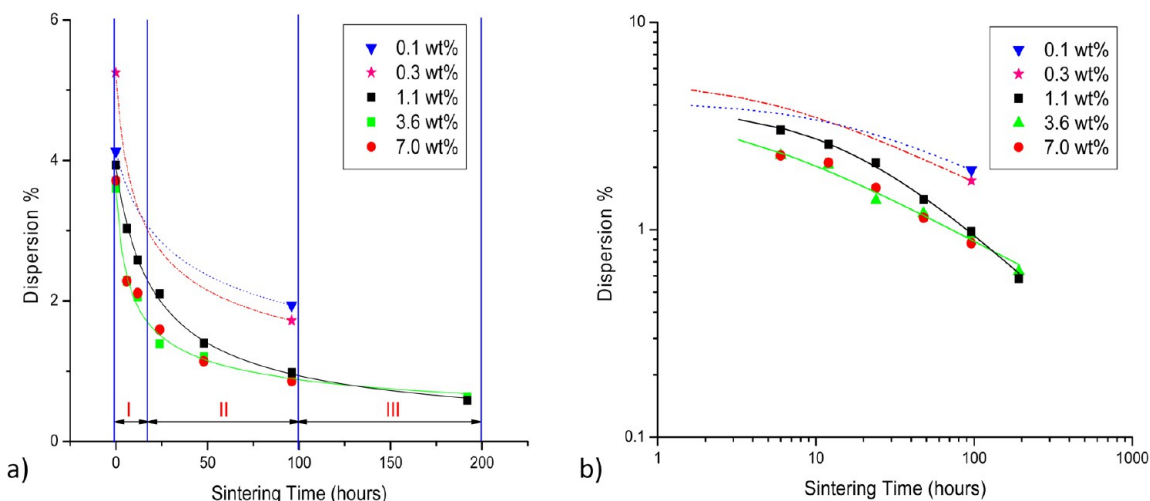 6
4
2
0
Dispersion %
0.1 wt%
0.3 wt%
1.1 wt%
3.6 wt%
7.0 wt%
I
II
III
0
50
100
150
200
Sintering Time (hours)
a)
10
1
0.1
Dispersion %
0.1 wt%
0.3 wt%
1.1 wt%
3.6 wt%
7.0 wt%
1
10
100
1000
Sintering Time (hours)
b)